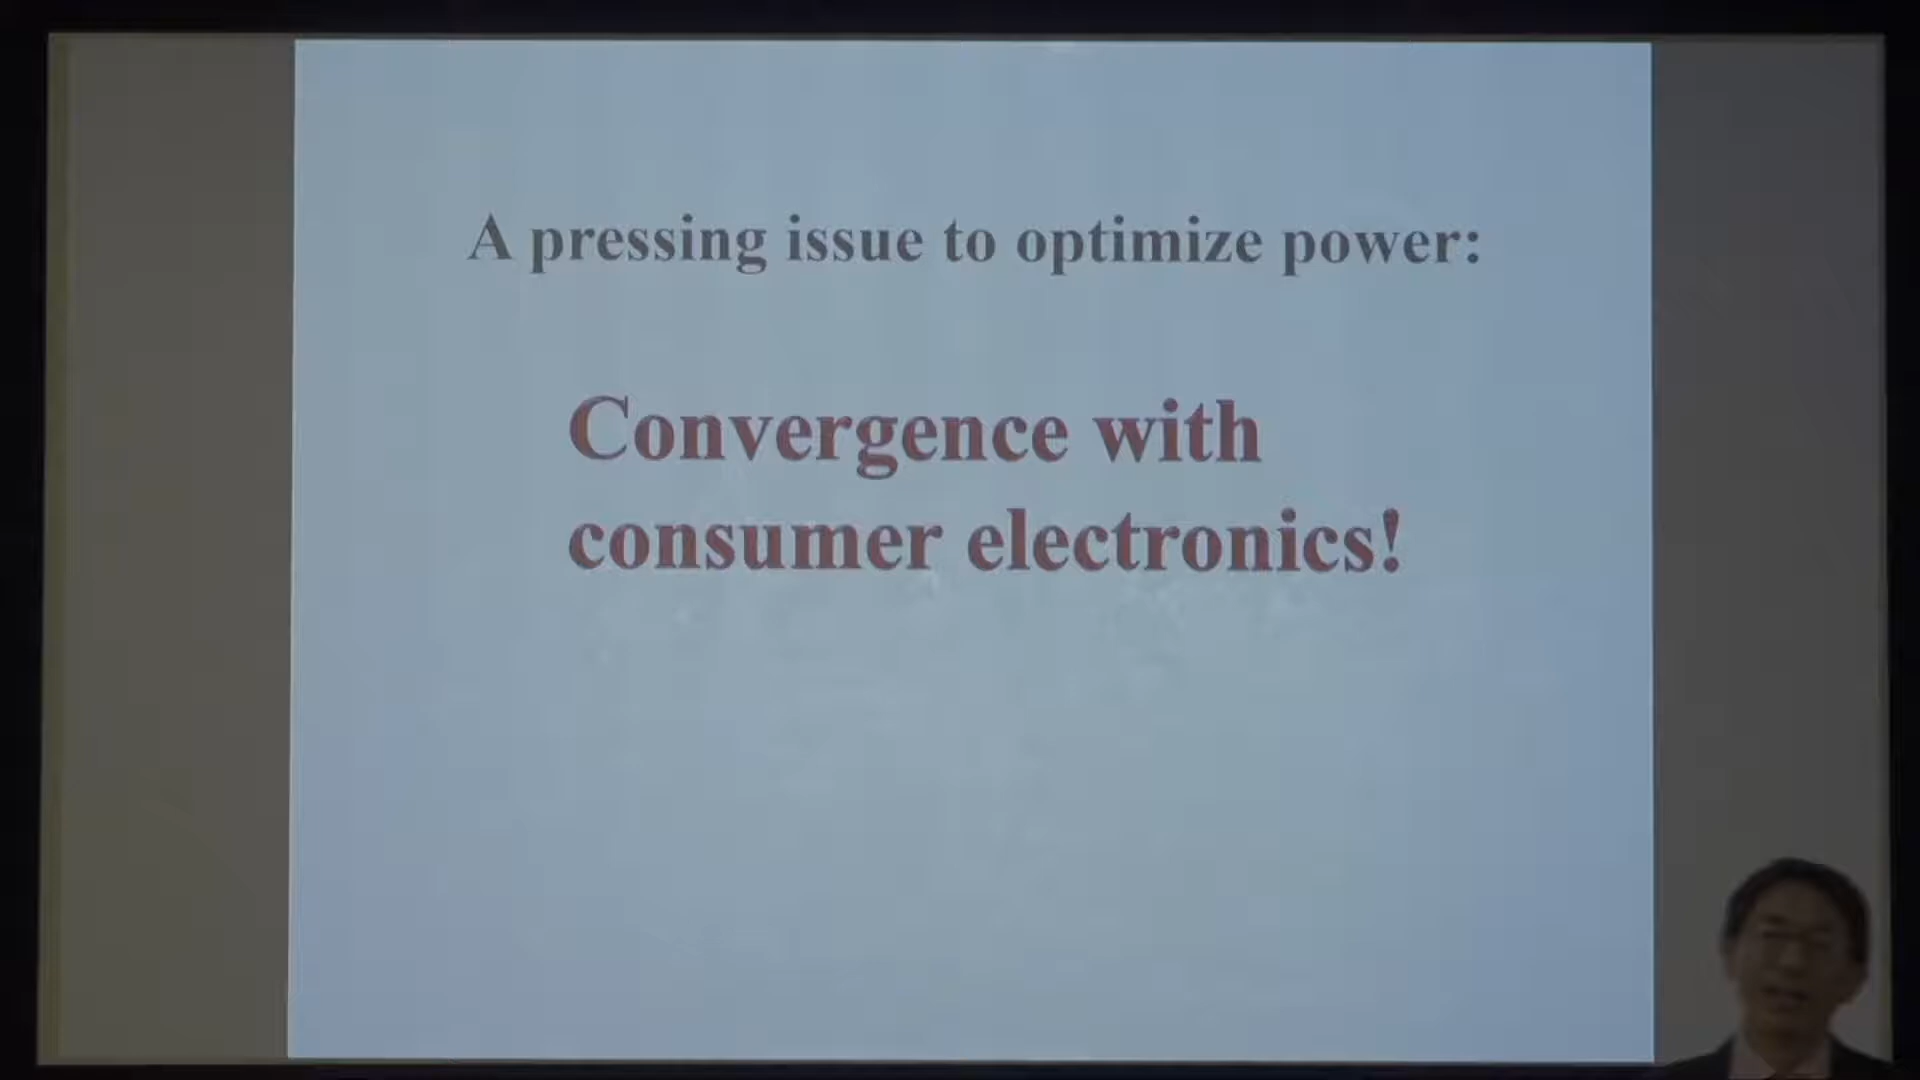 A pressing issue to optimize power:
Convergence with
consumer electronics!